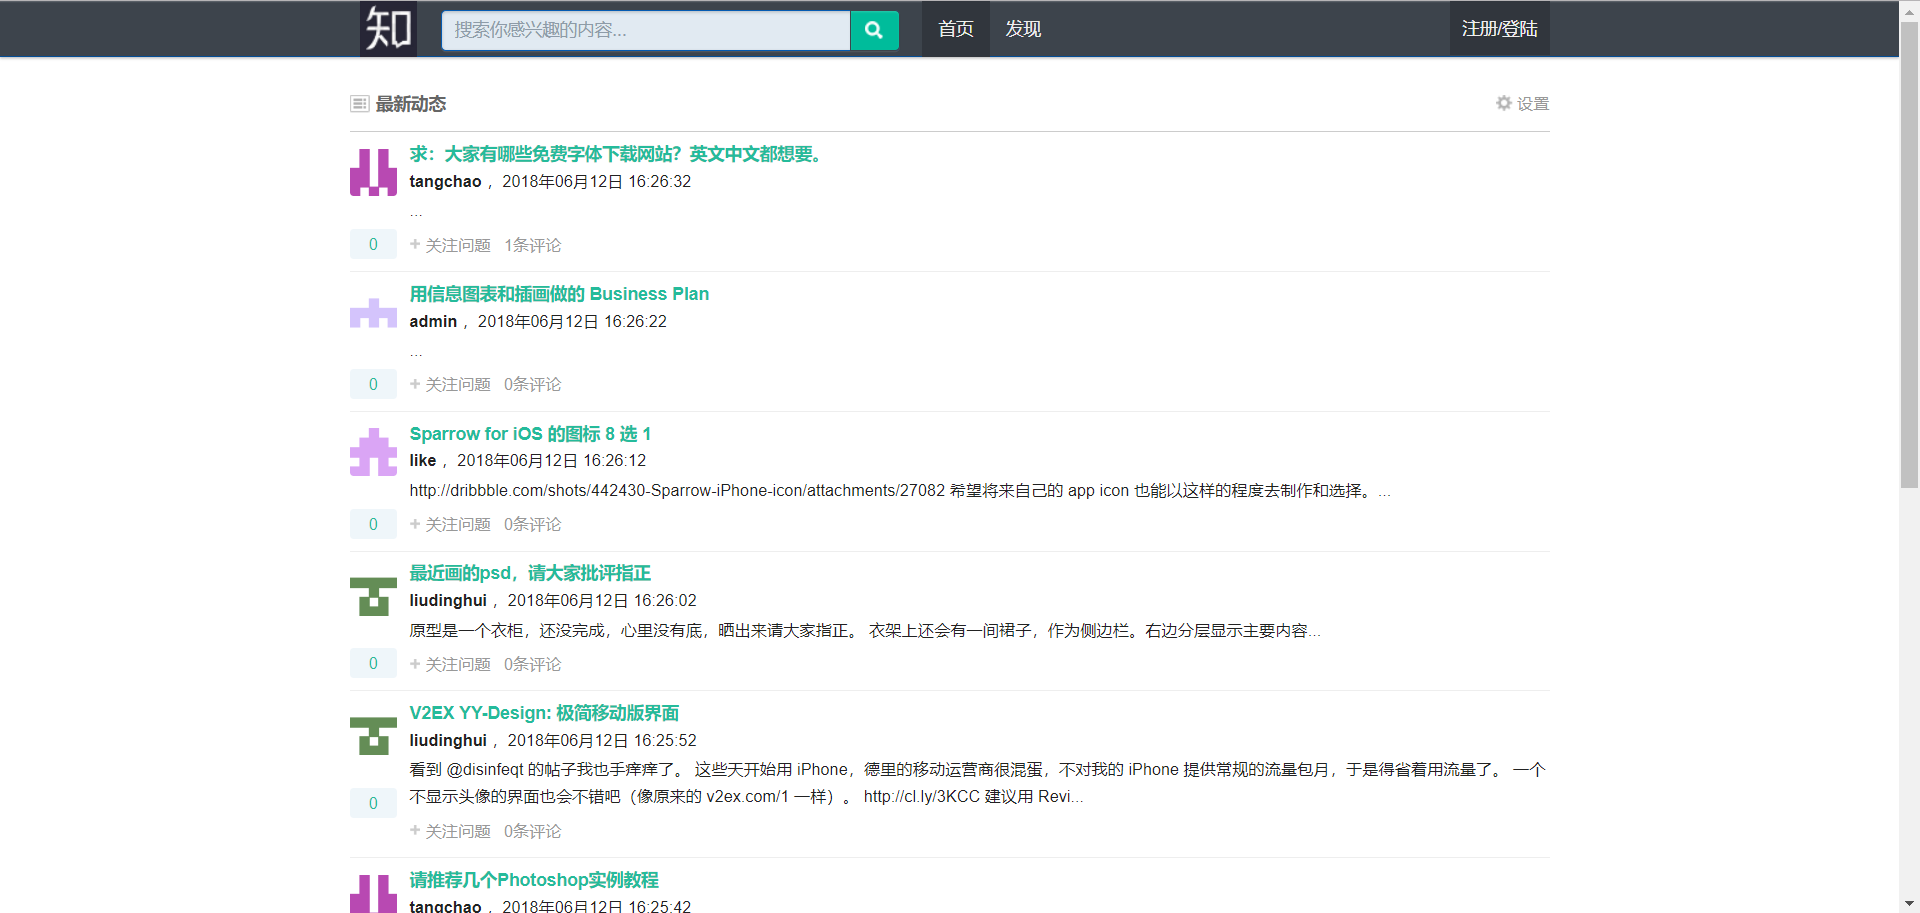 知 搜索你感兴趣的内容... 首页 发现 注册/登陆
最新动态 设置
求：大家有哪些免费字体下载网站？英文中文都想要。
tangchao ， 2018年06月12日 16:26:32
...
0 + 关注问题 1条评论
用信息图表和插画做的 Business Plan
admin ， 2018年06月12日 16:26:22
...
0 + 关注问题 0条评论
Sparrow for iOS 的图标 8 选 1
like ， 2018年06月12日 16:26:12
http://dribbble.com/shots/442430-Sparrow-iPhone-icon/attachments/27082 希望将来自己的 app icon 也能以这样的程度去制作和选择。...
0 + 关注问题 0条评论
最近画的psd，请大家批评指正
liudinghui ， 2018年06月12日 16:26:02
原型是一个衣柜，还没完成，心里没有底，晒出来请大家指正。 衣架上还会有一间裙子，作为侧边栏。右边分层显示主要内容...
0 + 关注问题 0条评论
V2EX YY-Design: 极简移动版界面
liudinghui ， 2018年06月12日 16:25:52
看到 @disinfeqt 的帖子我也手痒痒了。 这些天开始用 iPhone，德里的移动运营商很混蛋，不对我的 iPhone 提供常规的流量包月，于是得省着用流量了。 一个
不显示头像的界面也会不错吧（像原来的 v2ex.com/1 一样）。 http://cl.ly/3KCC 建议用 Revi...
0 + 关注问题 0条评论
请推荐几个Photoshop实例教程
tangchao ， 2018年06月12日 16:25:42